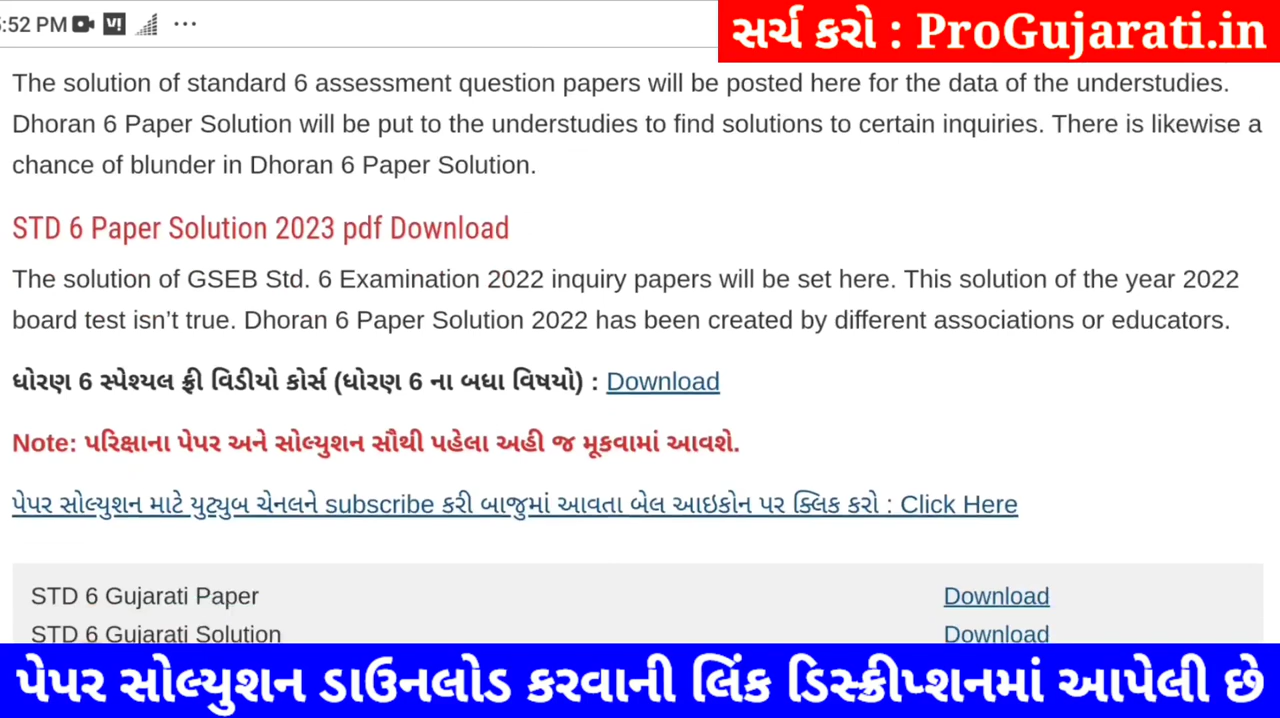 :52 PM
સર્ચ કરો : ProGujarati.in
The solution of standard 6 assessment question papers will be posted here for the data of the understudies.
Dhoran 6 Paper Solution will be put to the understudies to find solutions to certain inquiries. There is likewise a
chance of blunder in Dhoran 6 Paper Solution.
STD 6 Paper Solution 2023 pdf Download
The solution of GSEB Std. 6 Examination 2022 inquiry papers will be set here. This solution of the year 2022
board test isn’t true. Dhoran 6 Paper Solution 2022 has been created by different associations or educators.
ધોરણ 6 સ્પેશ્યલ ફ્રી વિડીયો કોર્સ (ધોરણ 6 ના બધા વિષયો) : Download
Note: પરિક્ષાના પેપર અને સોલ્યુશન સૌથી પહેલા અહી જ મૂકવામાં આવશે.
પેપર સોલ્યુશન માટે યુટ્યુબ ચેનલને subscribe કરી બાજુમાં આવતા બેલ આઇકોન પર ક્લિક કરો : Click Here
STD 6 Gujarati Paper Download
STD 6 Gujarati Solution Download
પેપર સોલ્યુશન ડાઉનલોડ કરવાની લિંક ડિસ્ક્રીપ્શનમાં આપેલી છે